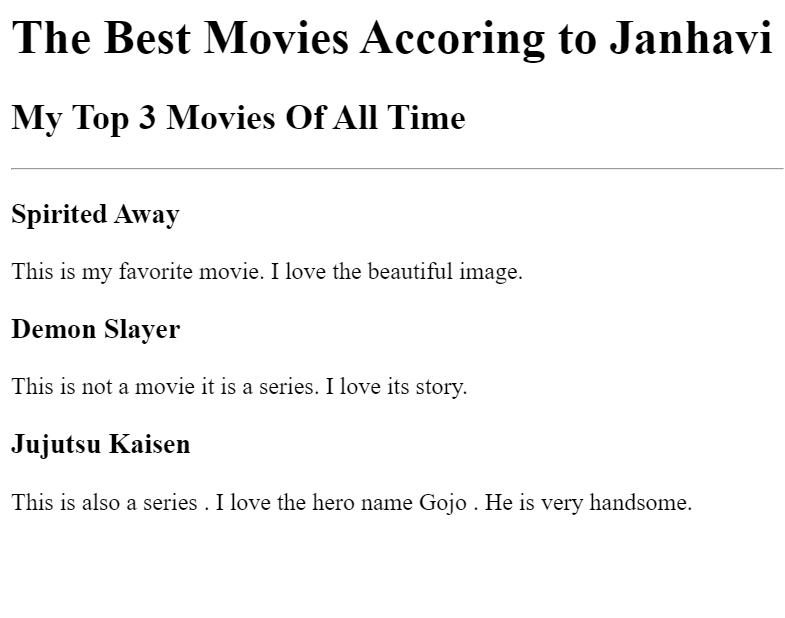 The Best Movies Accoring to Janhavi
My Top 3 Movies Of All Time
Spirited Away
This is my favorite movie. I love the beautiful image.
Demon Slayer
This is not a movie it is a series. I love its story.
Jujutsu Kaisen
This is also a series . I love the hero name Gojo . He is very handsome.